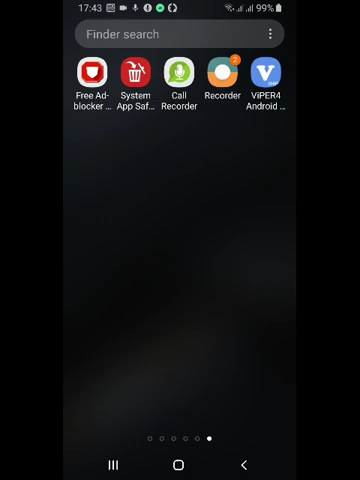 17:43
99%
Finder search
2
Free Ad-
blocker ...
System
App Saf...
Call
Recorder
Recorder
ViPER4
Android ...